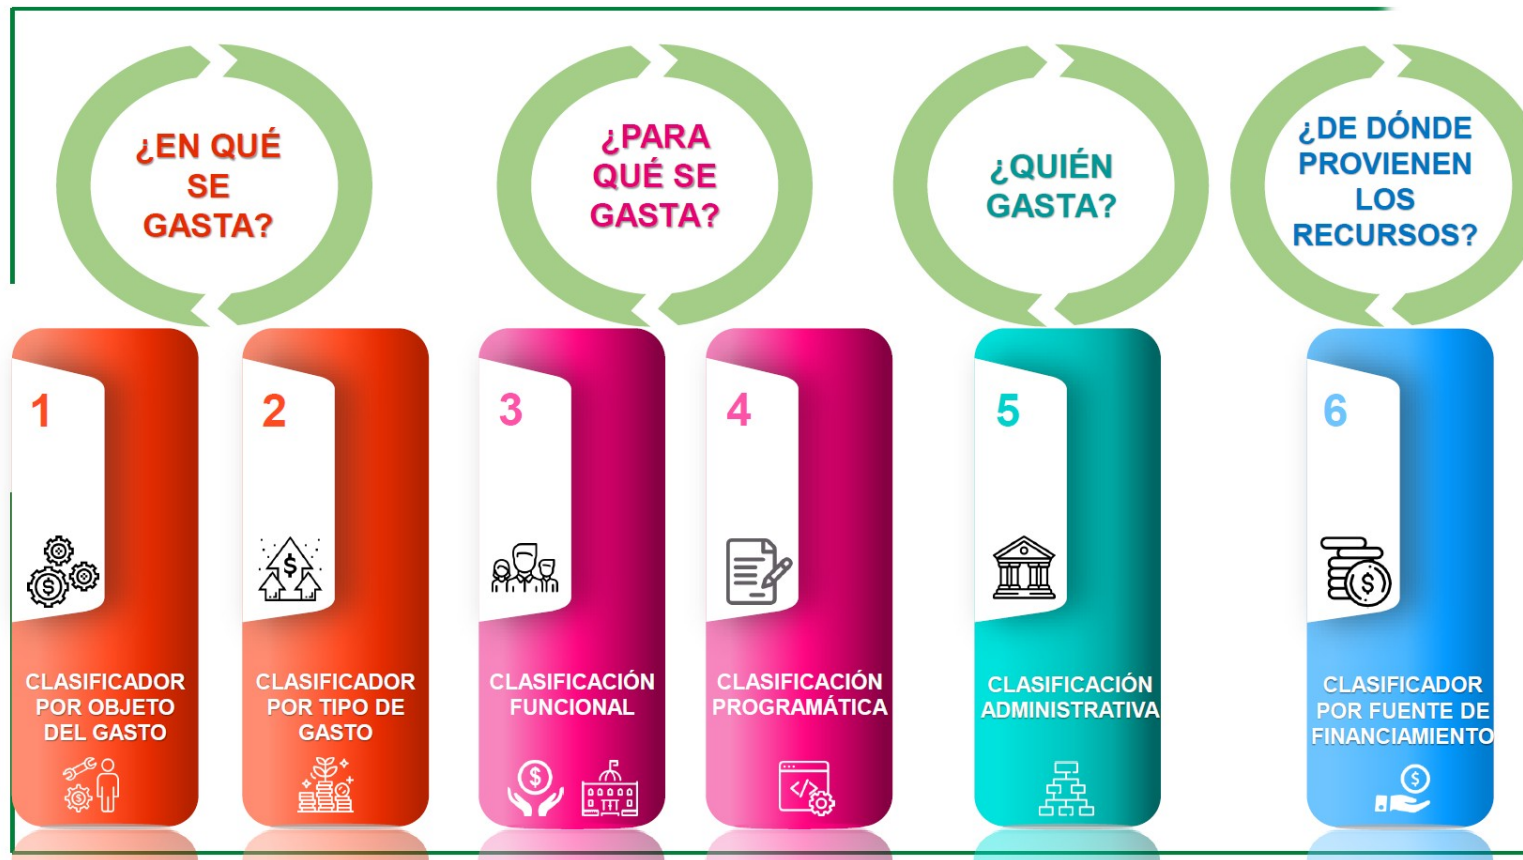 ¿EN QUÉ
SE
GASTA?
¿PARA
QUÉ SE
GASTA?
¿QUIÉN
GASTA?
¿DE DÓNDE
PROVIENEN
LOS
RECURSOS?
1
CLASIFICADOR
POR OBJETO
DEL GASTO
2
CLASIFICADOR
POR TIPO DE
GASTO
3
CLASIFICACIÓN
FUNCIONAL
4
CLASIFICACIÓN
PROGRAMÁTICA
5
CLASIFICACIÓN
ADMINISTRATIVA
6
CLASIFICADOR
POR FUENTE DE
FINANCIAMIENTO